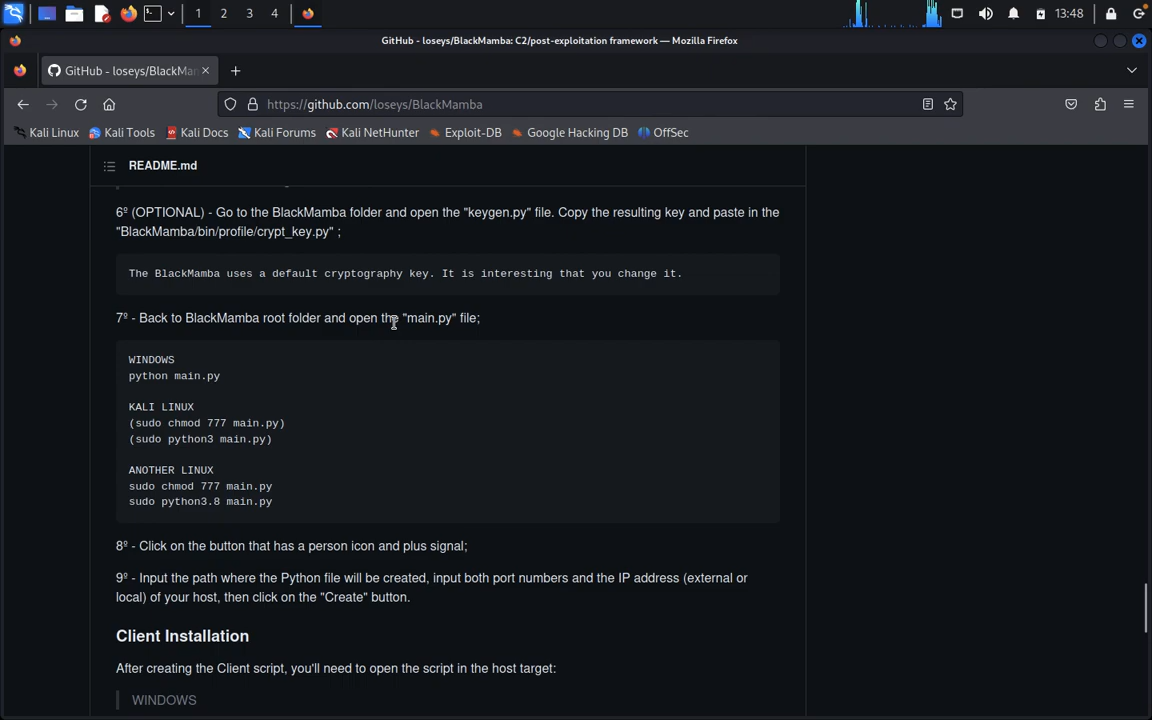 1
2
3
4
13:48
GitHub - loseys/BlackMamba: C2/post-exploitation framework — Mozilla Firefox
GitHub - loseys/BlackMa
https://github.com/loseys/BlackMamba
Kali Linux
Kali Tools
Kali Docs
Kali Forums
Kali NetHunter
Exploit-DB
Google Hacking DB
OffSec
README.md
6º (OPTIONAL) - Go to the BlackMamba folder and open the "keygen.py" file. Copy the resulting key and paste in the
"BlackMamba/bin/profile/crypt_key.py" ;
The BlackMamba uses a default cryptography key. It is interesting that you change it.
7º - Back to BlackMamba root folder and open the "main.py" file;
WINDOWS
python main.py
KALI LINUX
(sudo chmod 777 main.py)
(sudo python3 main.py)
ANOTHER LINUX
sudo chmod 777 main.py
sudo python3.8 main.py
8º - Click on the button that has a person icon and plus signal;
9º - Input the path where the Python file will be created, input both port numbers and the IP address (external or
local) of your host, then click on the "Create" button.
Client Installation
After creating the Client script, you'll need to open the script in the host target:
WINDOWS